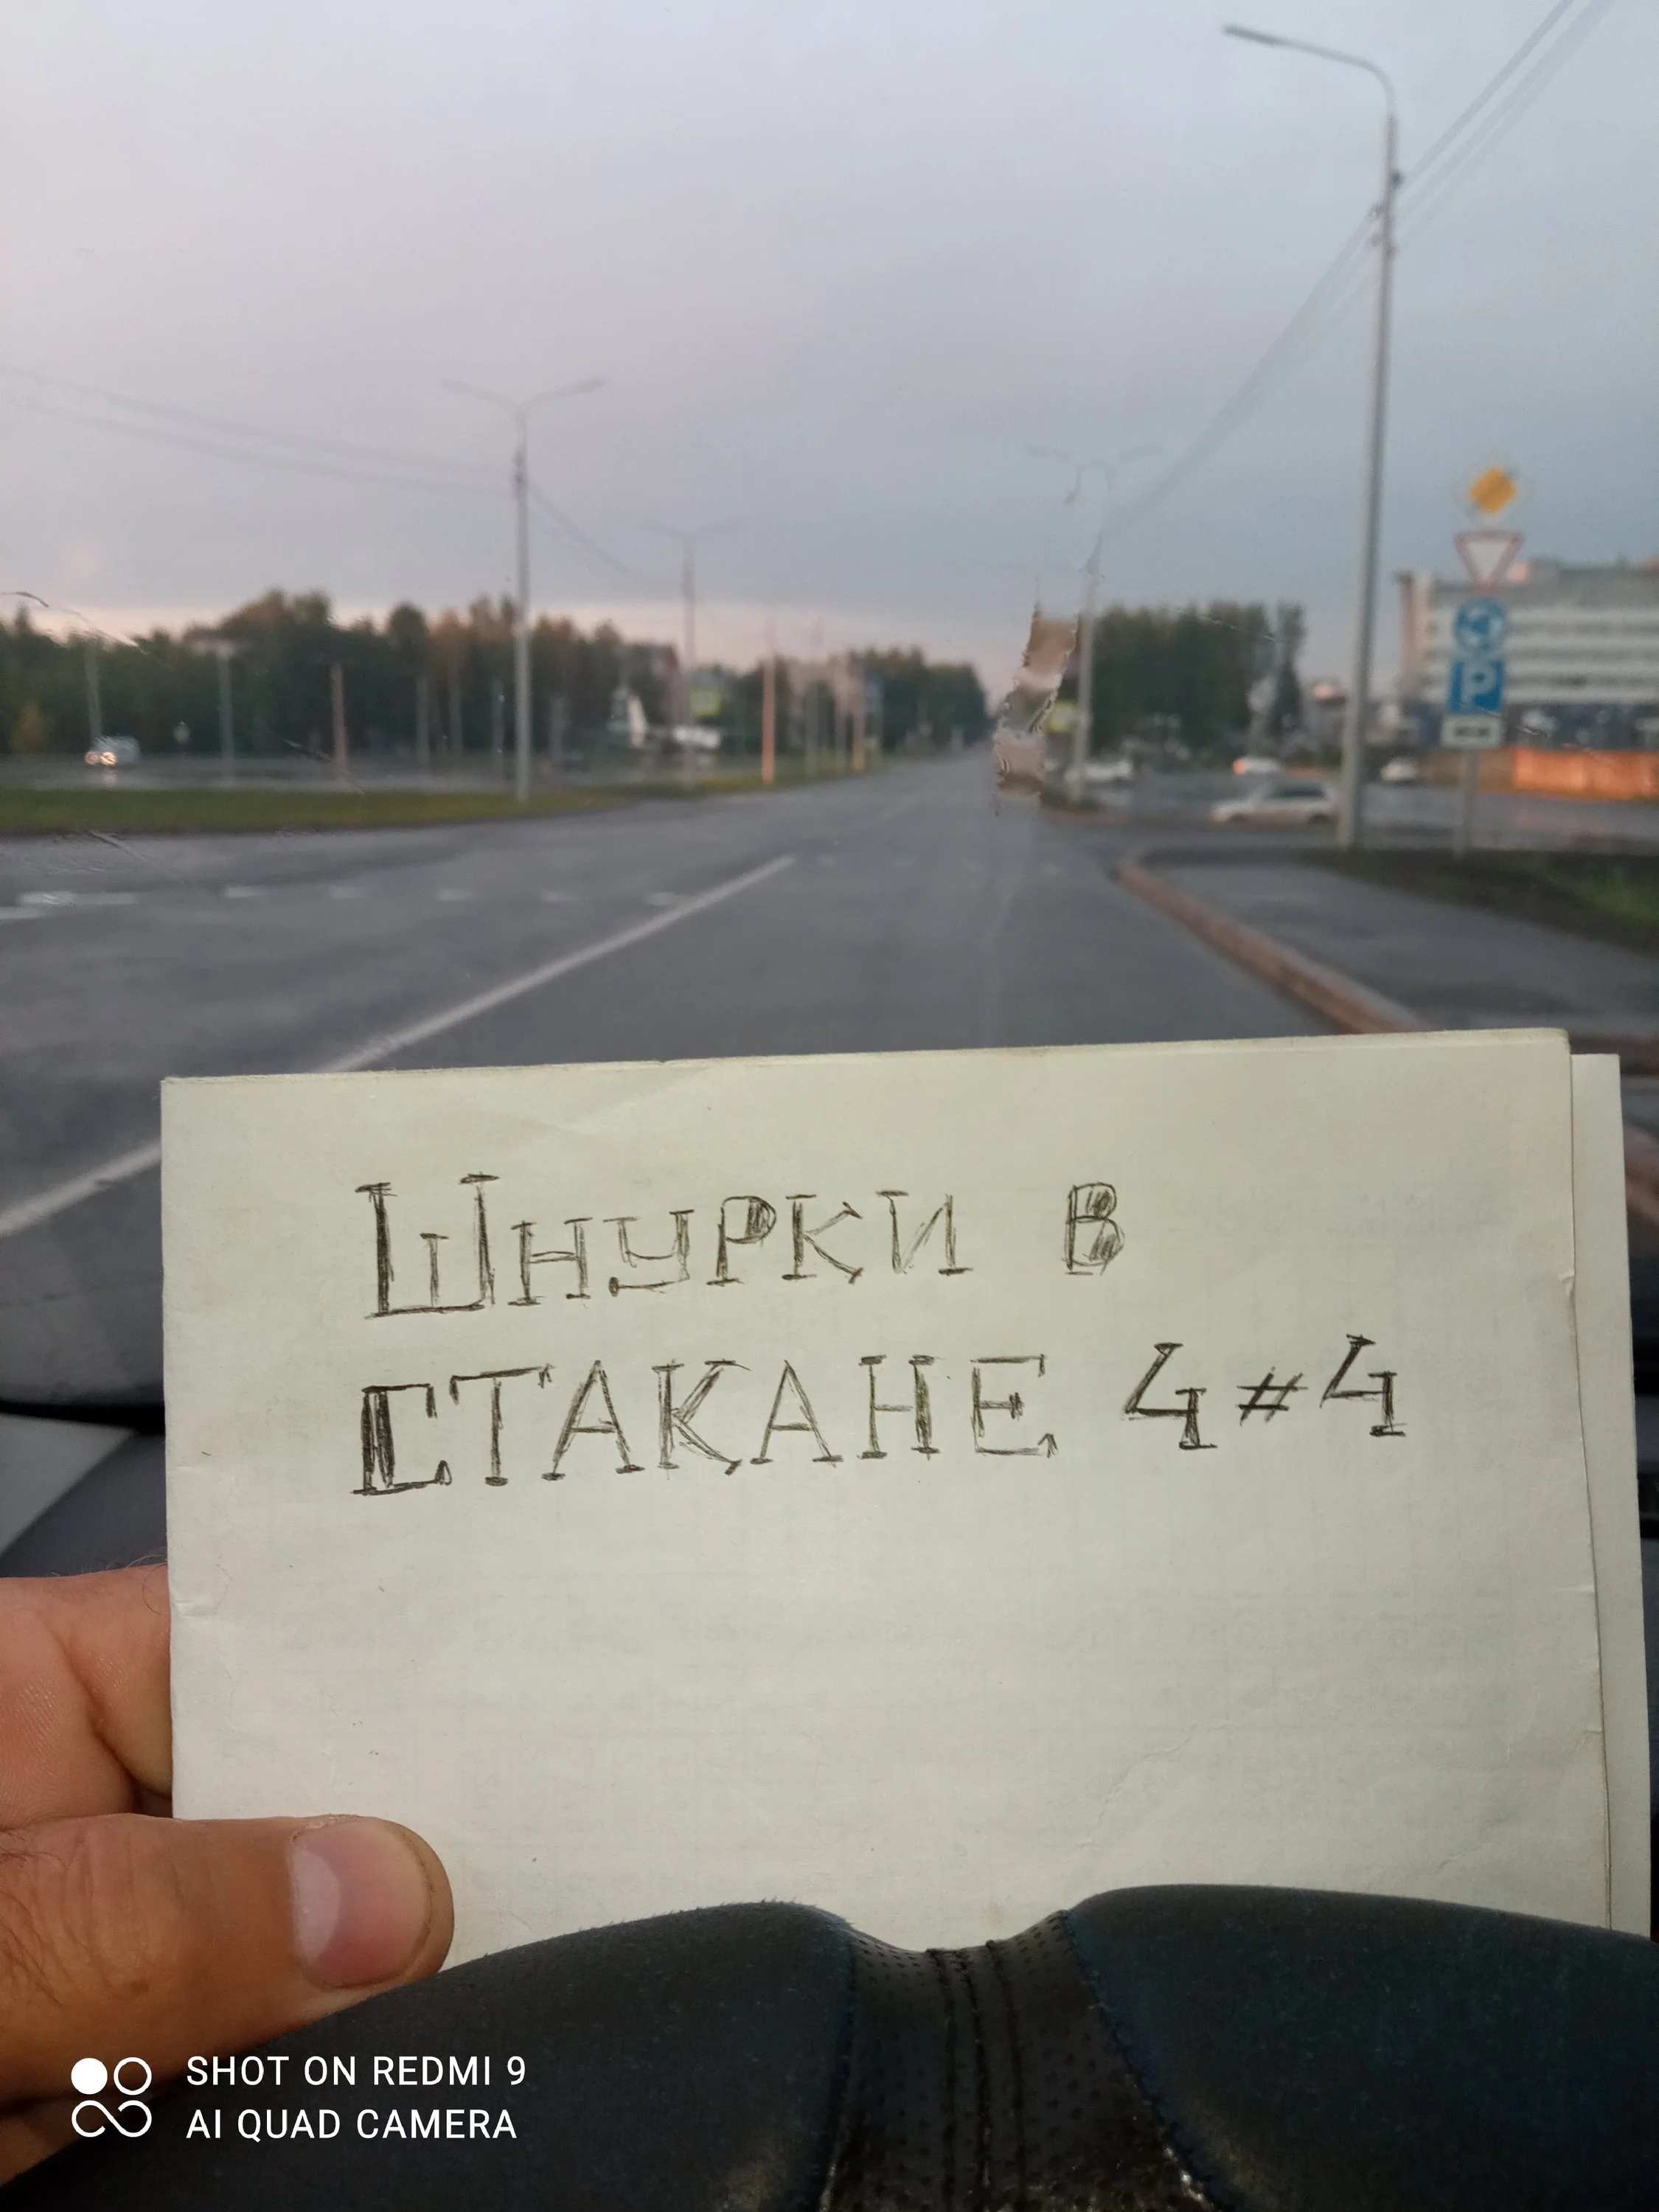 Шнурки в
СТАКАНЕ 4#4
P
SHOT ON REDMI 9
AI QUAD CAMERA